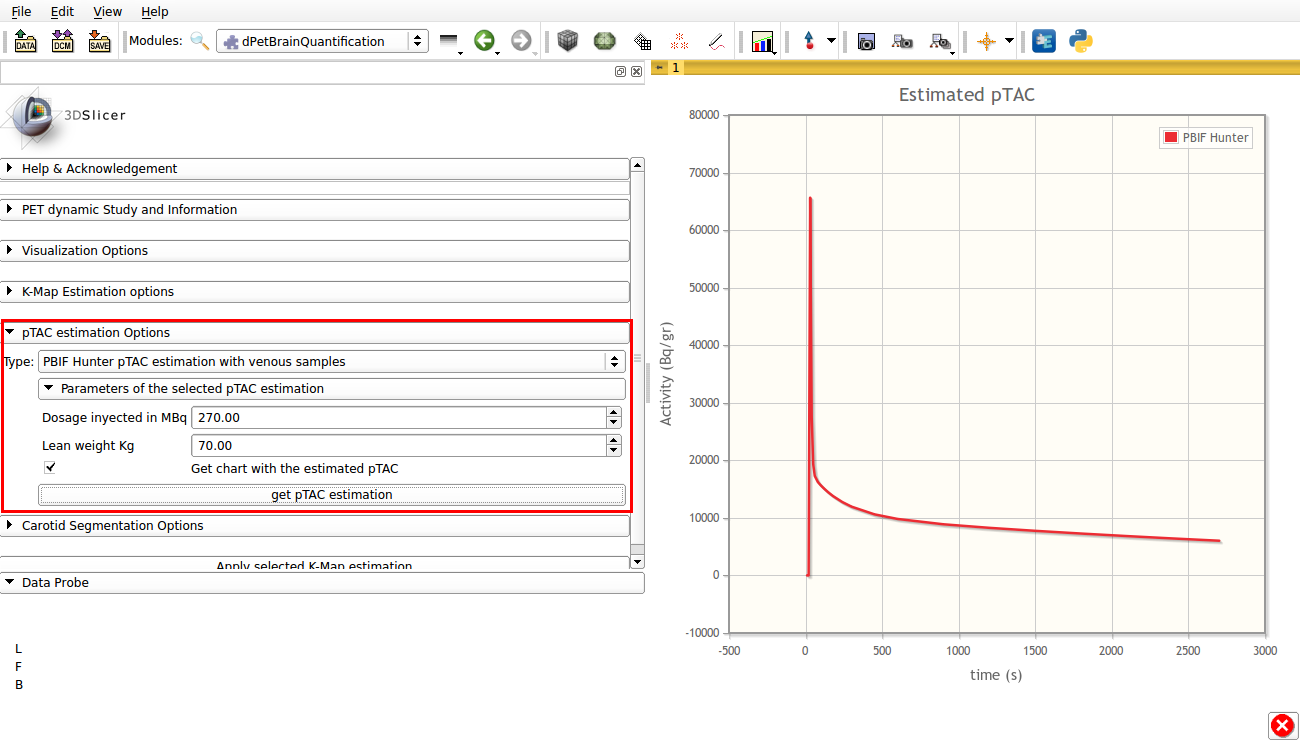 File Edit View Help
DATA DCM SAVE Modules: dPetBrainQuantification
1
3DSlicer
Help & Acknowledgement
PET dynamic Study and Information
Visualization Options
K-Map Estimation options
pTAC estimation Options
Type: PBIF Hunter pTAC estimation with venous samples
Parameters of the selected pTAC estimation
Dosage inyected in MBq 270.00
Lean weight Kg 70.00
Get chart with the estimated pTAC
get pTAC estimation
Carotid Segmentation Options
Apply selected K-Map estimation
Data Probe
L
F
B
Estimated pTAC
PBIF Hunter
80000
70000
60000
50000
40000
30000
20000
10000
0
-10000
Activity (Bq/gr)
-500 0 500 1000 1500 2000 2500 3000
time (s)